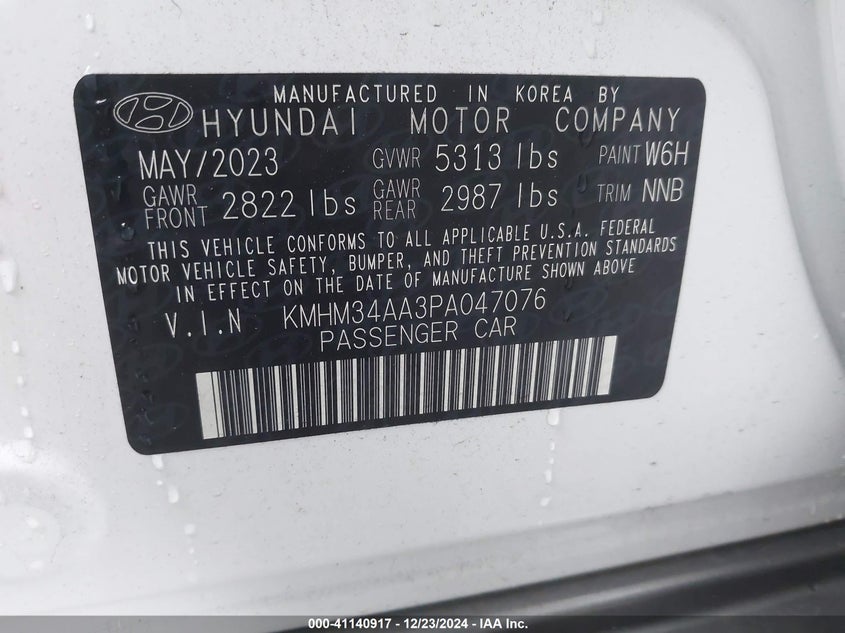 MANUFACTURED IN KOREA BY
HYUNDAI MOTOR COMPANY
MAY/2023 GVWR 5313 lbs PAINT W6H
GAWR FRONT 2822 lbs GAWR REAR 2987 lbs TRIM NNB
THIS VEHICLE CONFORMS TO ALL APPLICABLE U.S.A. FEDERAL
MOTOR VEHICLE SAFETY, BUMPER, AND THEFT PREVENTION STANDARDS
IN EFFECT ON THE DATE OF MANUFACTURE SHOWN ABOVE
V.I.N KMHM34AA3PA047076
PASSENGER CAR
000-41140917 - 12/23/2024 - IAA Inc.